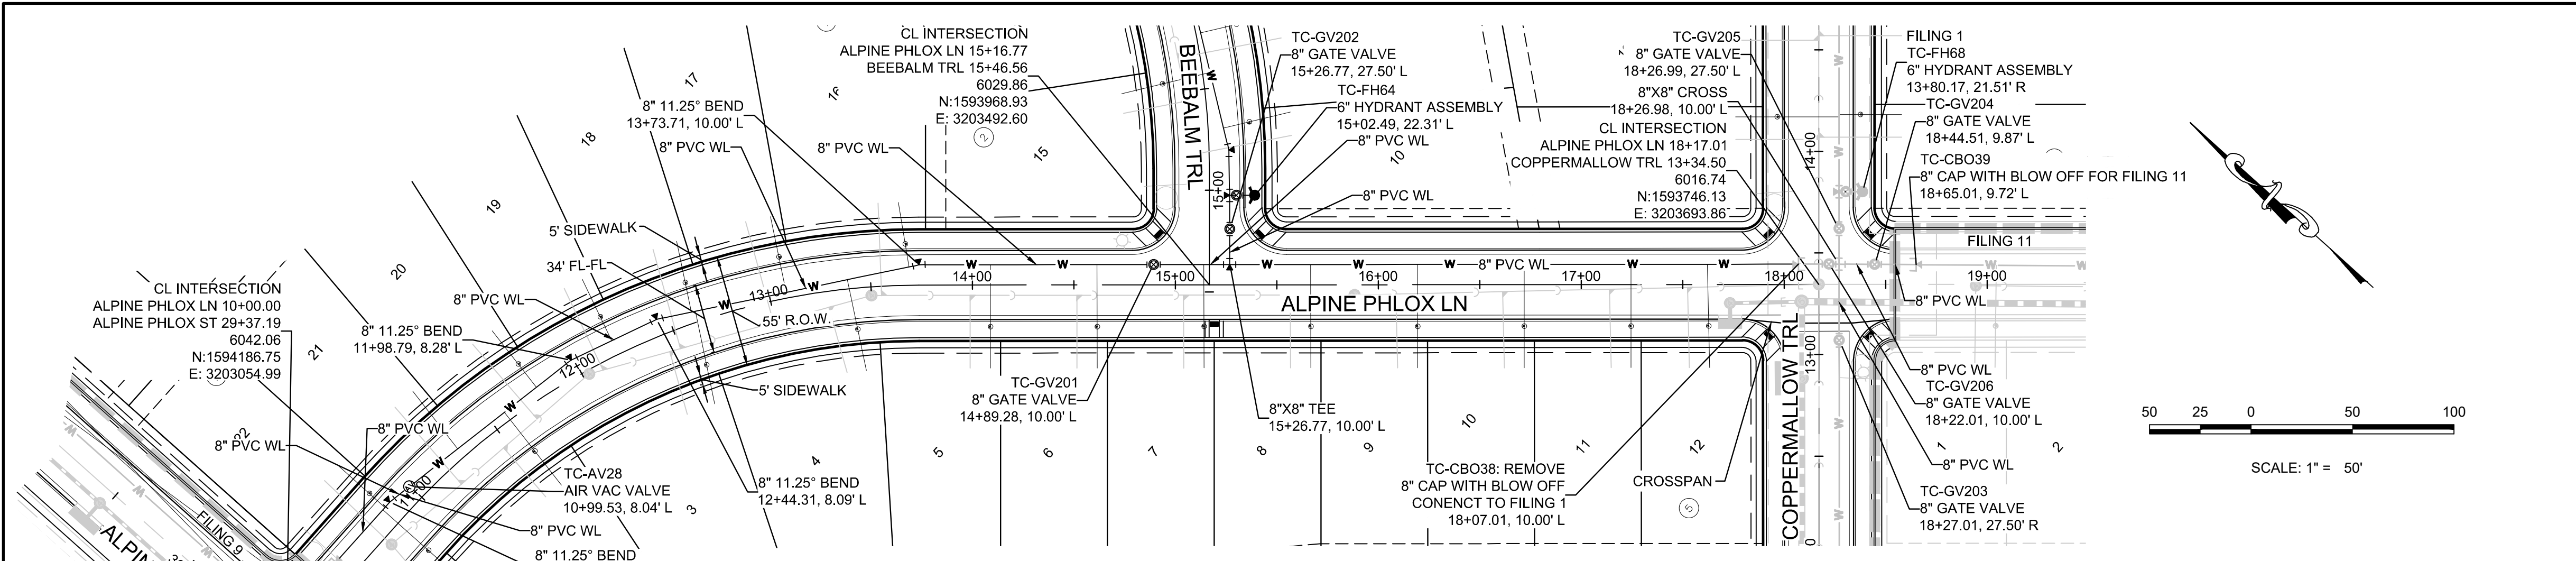 CL INTERSECTION
ALPINE PHLOX LN 15+16.77
BEEBALM TRL 15+46.56
6029.86
N:1593968.93
E: 3203492.60
BEEBALM TRL
TC-GV202
8" GATE VALVE
15+26.77, 27.50' L
TC-FH64
6" HYDRANT ASSEMBLY
15+02.49, 22.31' L
8" PVC WL
10
8" PVC WL
TC-GV205
8" GATE VALVE
18+26.99, 27.50' L
8"X8" CROSS
18+26.98, 10.00' L
CL INTERSECTION
ALPINE PHLOX LN 18+17.01
COPPERMALLOW TRL 13+34.50
6016.74
N:1593746.13
E: 3203693.86
FILING 1
TC-FH68
6" HYDRANT ASSEMBLY
13+80.17, 21.51' R
TC-GV204
8" GATE VALVE
18+44.51, 9.87' L
TC-CBO39
8" CAP WITH BLOW OFF FOR FILING 11
18+65.01, 9.72' L
FILING 11
17
16
8" 11.25° BEND
13+73.71, 10.00' L
18
8" PVC WL
8" PVC WL
2
15
19
5' SIDEWALK
20
34' FL-FL
CL INTERSECTION
ALPINE PHLOX LN 10+00.00
ALPINE PHLOX ST 29+37.19
6042.06
N:1594186.75
E: 3203054.99
8" PVC WL
8" 11.25° BEND
11+98.79, 8.28' L
21
22
8" PVC WL
8" PVC WL
55' R.O.W.
5' SIDEWALK
W
W
W
W
W
W
W
W
W
W
W
W
8" PVC WL
11+00
12+00
13+00
14+00
15+00
16+00
17+00
18+00
19+00
15+00
14+00
13+00
ALPINE PHLOX LN
COPPERMALLOW TRL
TC-AV28
AIR VAC VALVE
10+99.53, 8.04' L
8" PVC WL
8" 11.25° BEND
FILING 9
8" 11.25° BEND
12+44.31, 8.09' L
3
4
5
6
7
8
9
10
11
12
TC-GV201
8" GATE VALVE
14+89.28, 10.00' L
8"X8" TEE
15+26.77, 10.00' L
TC-CBO38: REMOVE
8" CAP WITH BLOW OFF
CONENCT TO FILING 1
18+07.01, 10.00' L
CROSSPAN
5
8" PVC WL
8" PVC WL
TC-GV206
8" GATE VALVE
18+22.01, 10.00' L
8" PVC WL
TC-GV203
8" GATE VALVE
18+27.01, 27.50' R
1
2
50 25 0 50 100
SCALE: 1" = 50'